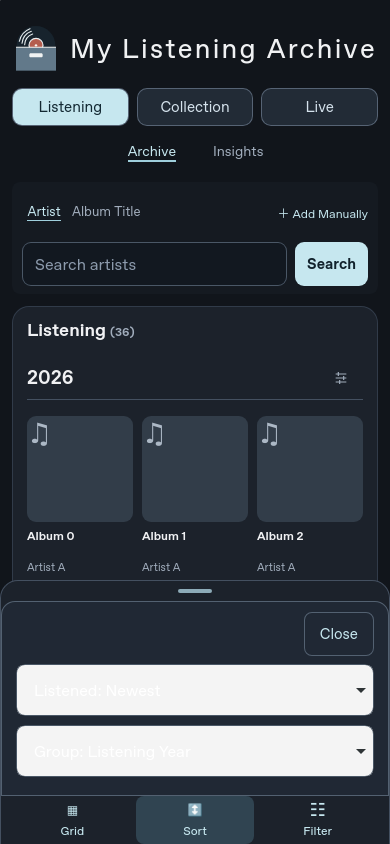 My Listening Archive
Listening Collection Live
Archive Insights
Artist Album Title + Add Manually
Search artists Search
Listening (36)
2026
Album 0 Album 1 Album 2
Artist A Artist A Artist A
Close
Listened: Newest
Group: Listening Year
Grid Sort Filter